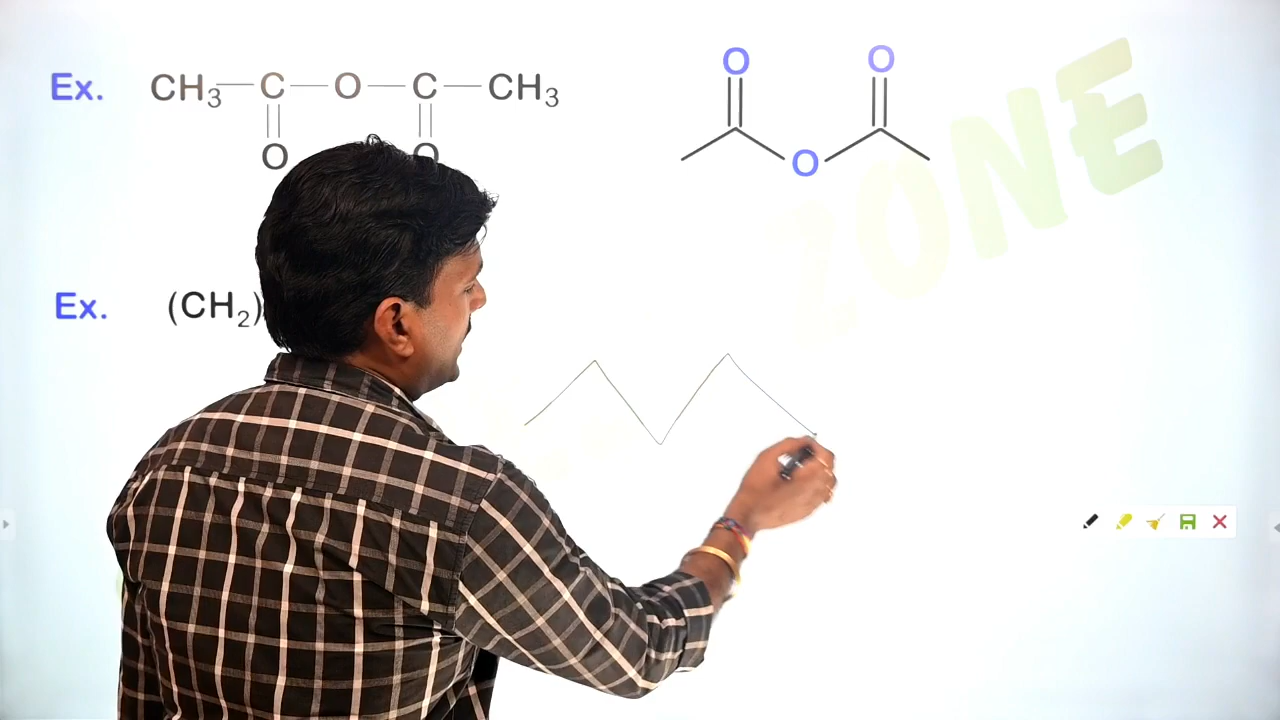 Ex. CH3—C—O—C—CH3
O O
O O
O
Ex. (CH2)
ZONE